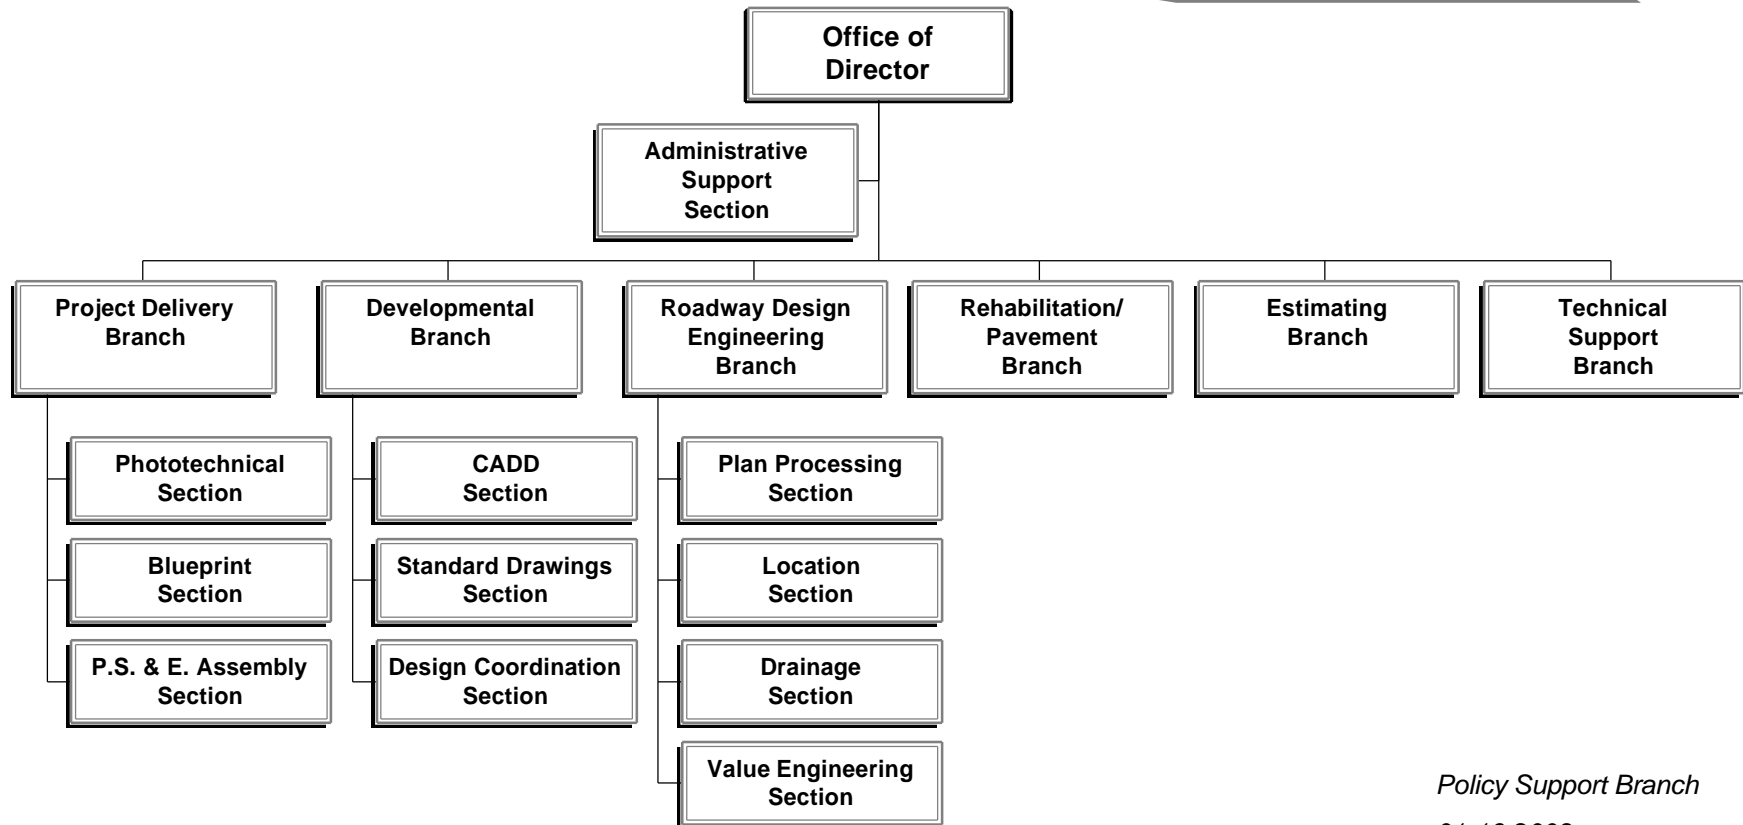 Office of
Director
Administrative
Support
Section
Project Delivery
Branch
Developmental
Branch
Roadway Design
Engineering
Branch
Rehabilitation/
Pavement
Branch
Estimating
Branch
Technical
Support
Branch
Phototechnical
Section
Blueprint
Section
P.S. & E. Assembly
Section
CADD
Section
Standard Drawings
Section
Design Coordination
Section
Plan Processing
Section
Location
Section
Drainage
Section
Value Engineering
Section
Policy Support Branch